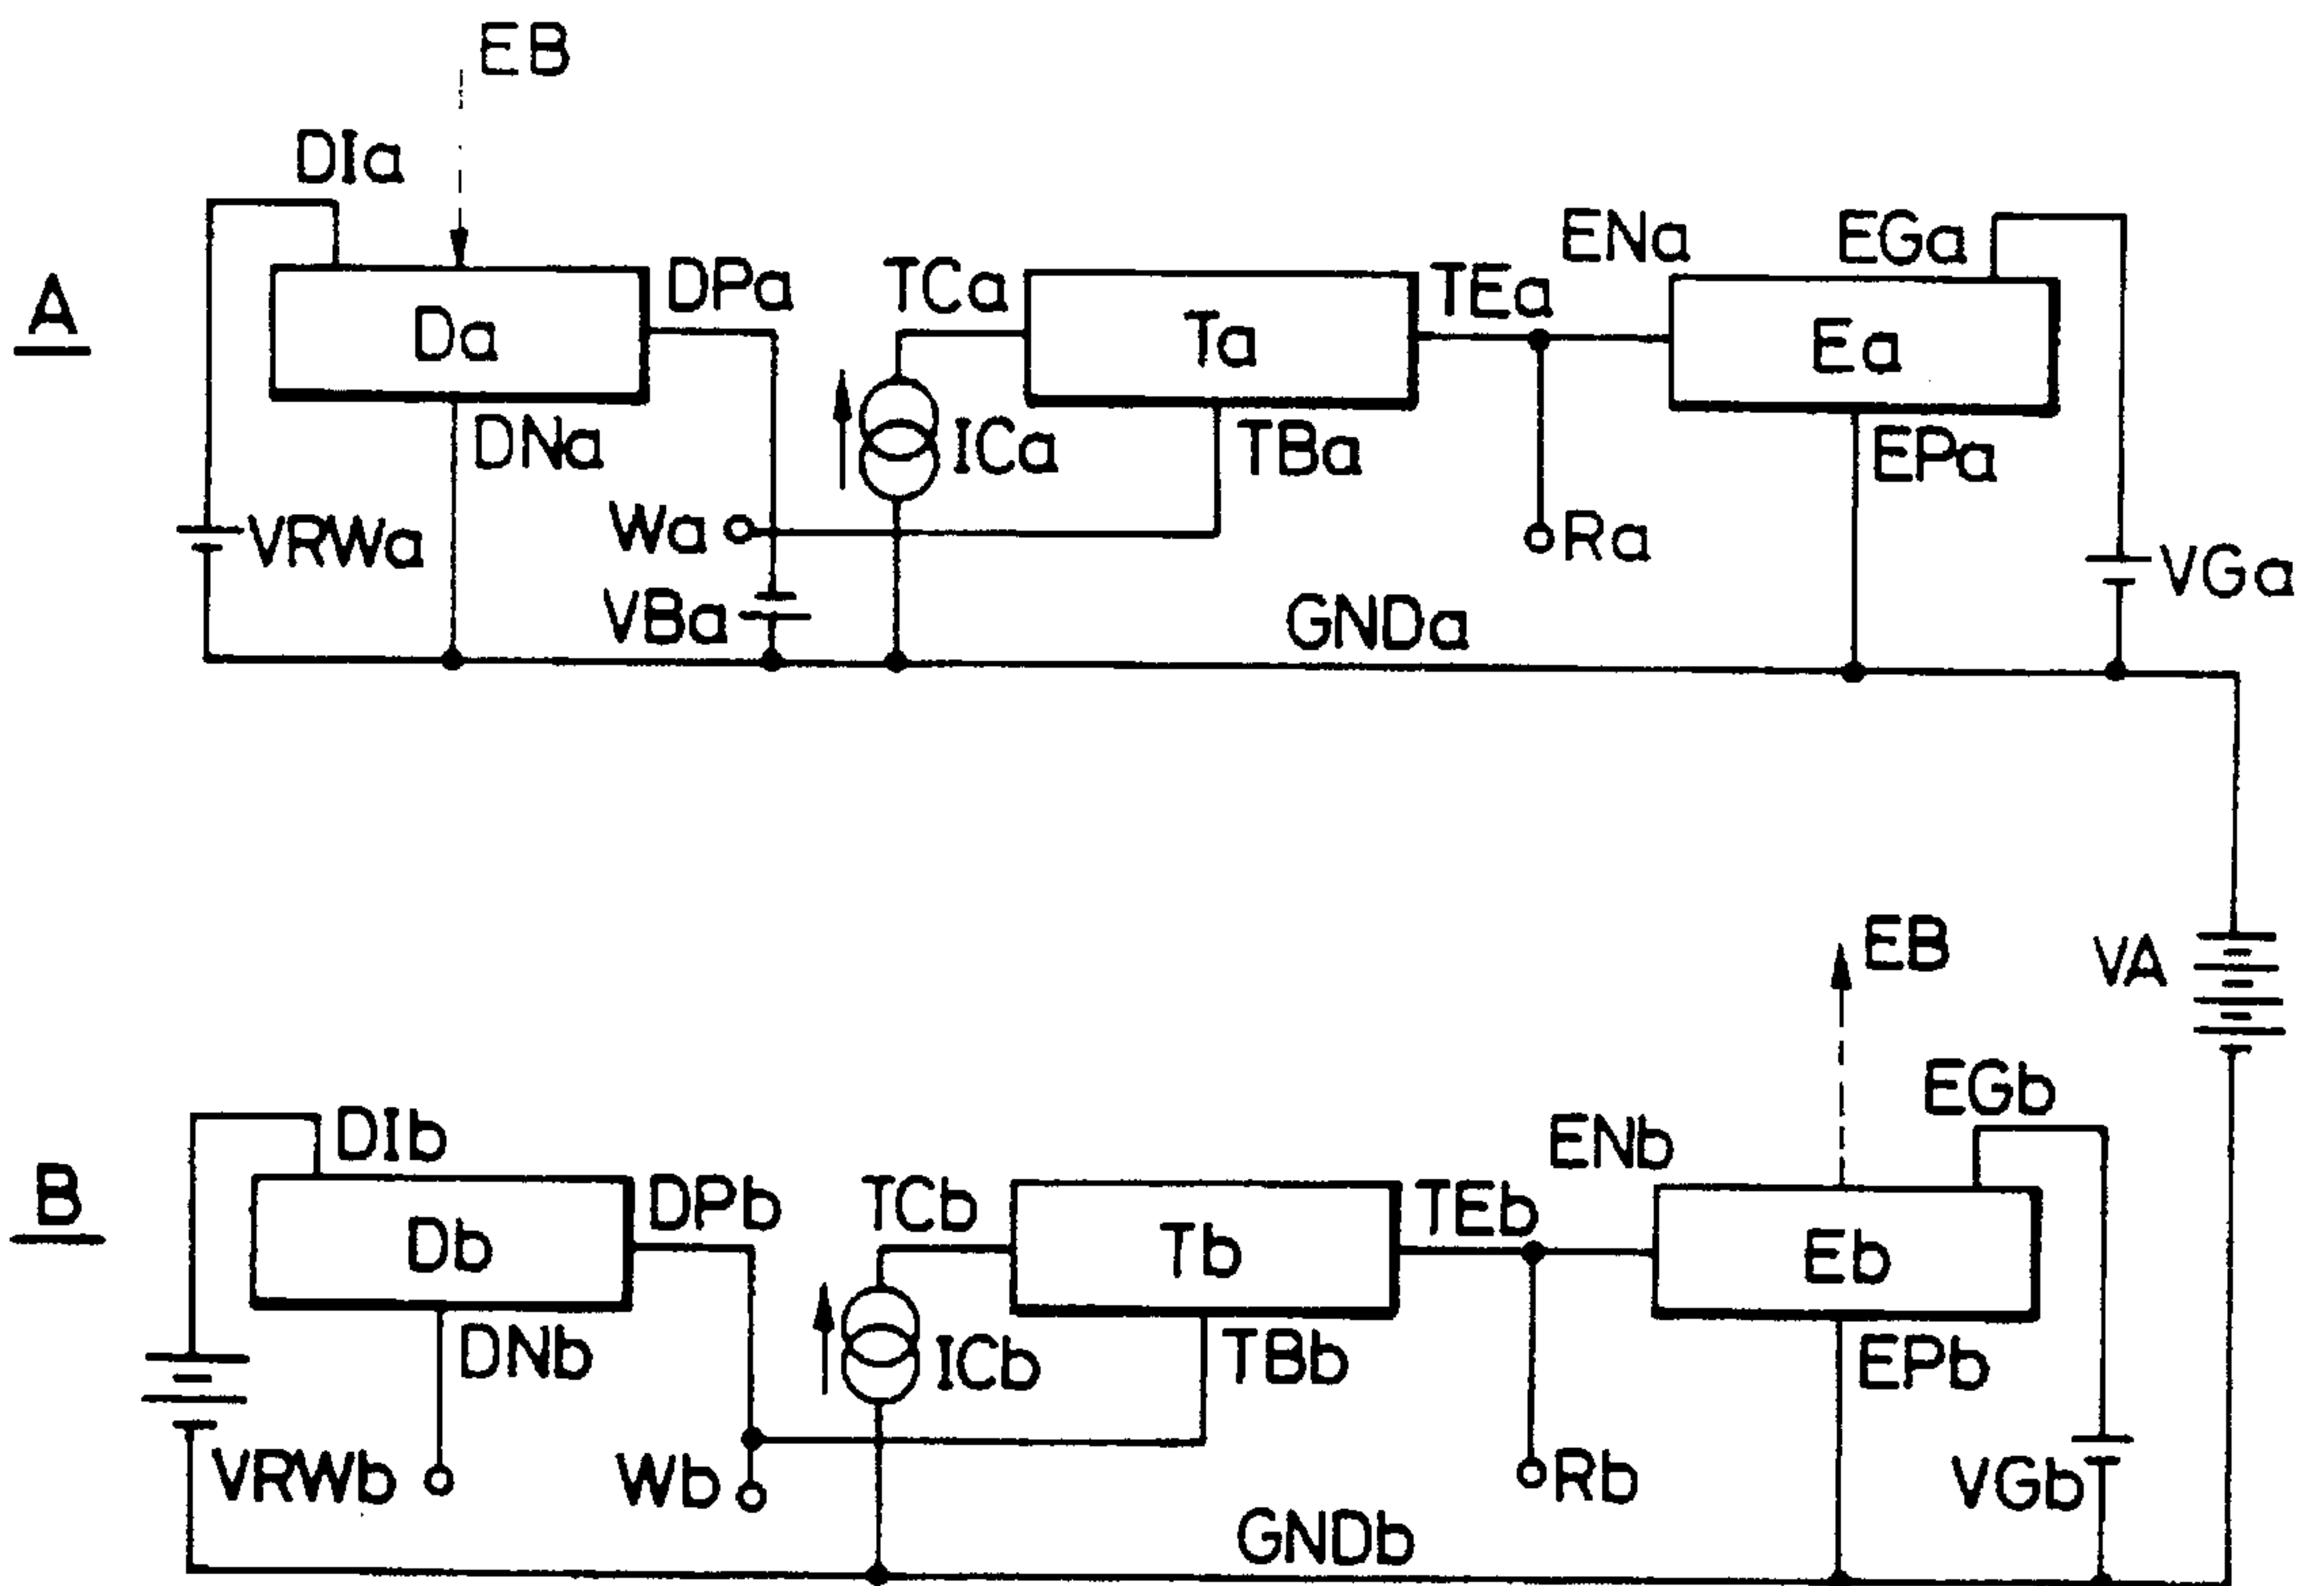 EB
DIa
ENa
EGa
DPa
TCa
TEa
A
Da
Ta
Ea
DNa
ICa
TBa
EPa
VRWa
Wa
Ra
VGa
VBa
GNDa
EB
VA
EGb
DIb
ENb
B
DPb
TCb
TEb
Db
Tb
Eb
DNb
ICb
TBb
EPb
VRWb
Wb
Rb
VGb
GNDb